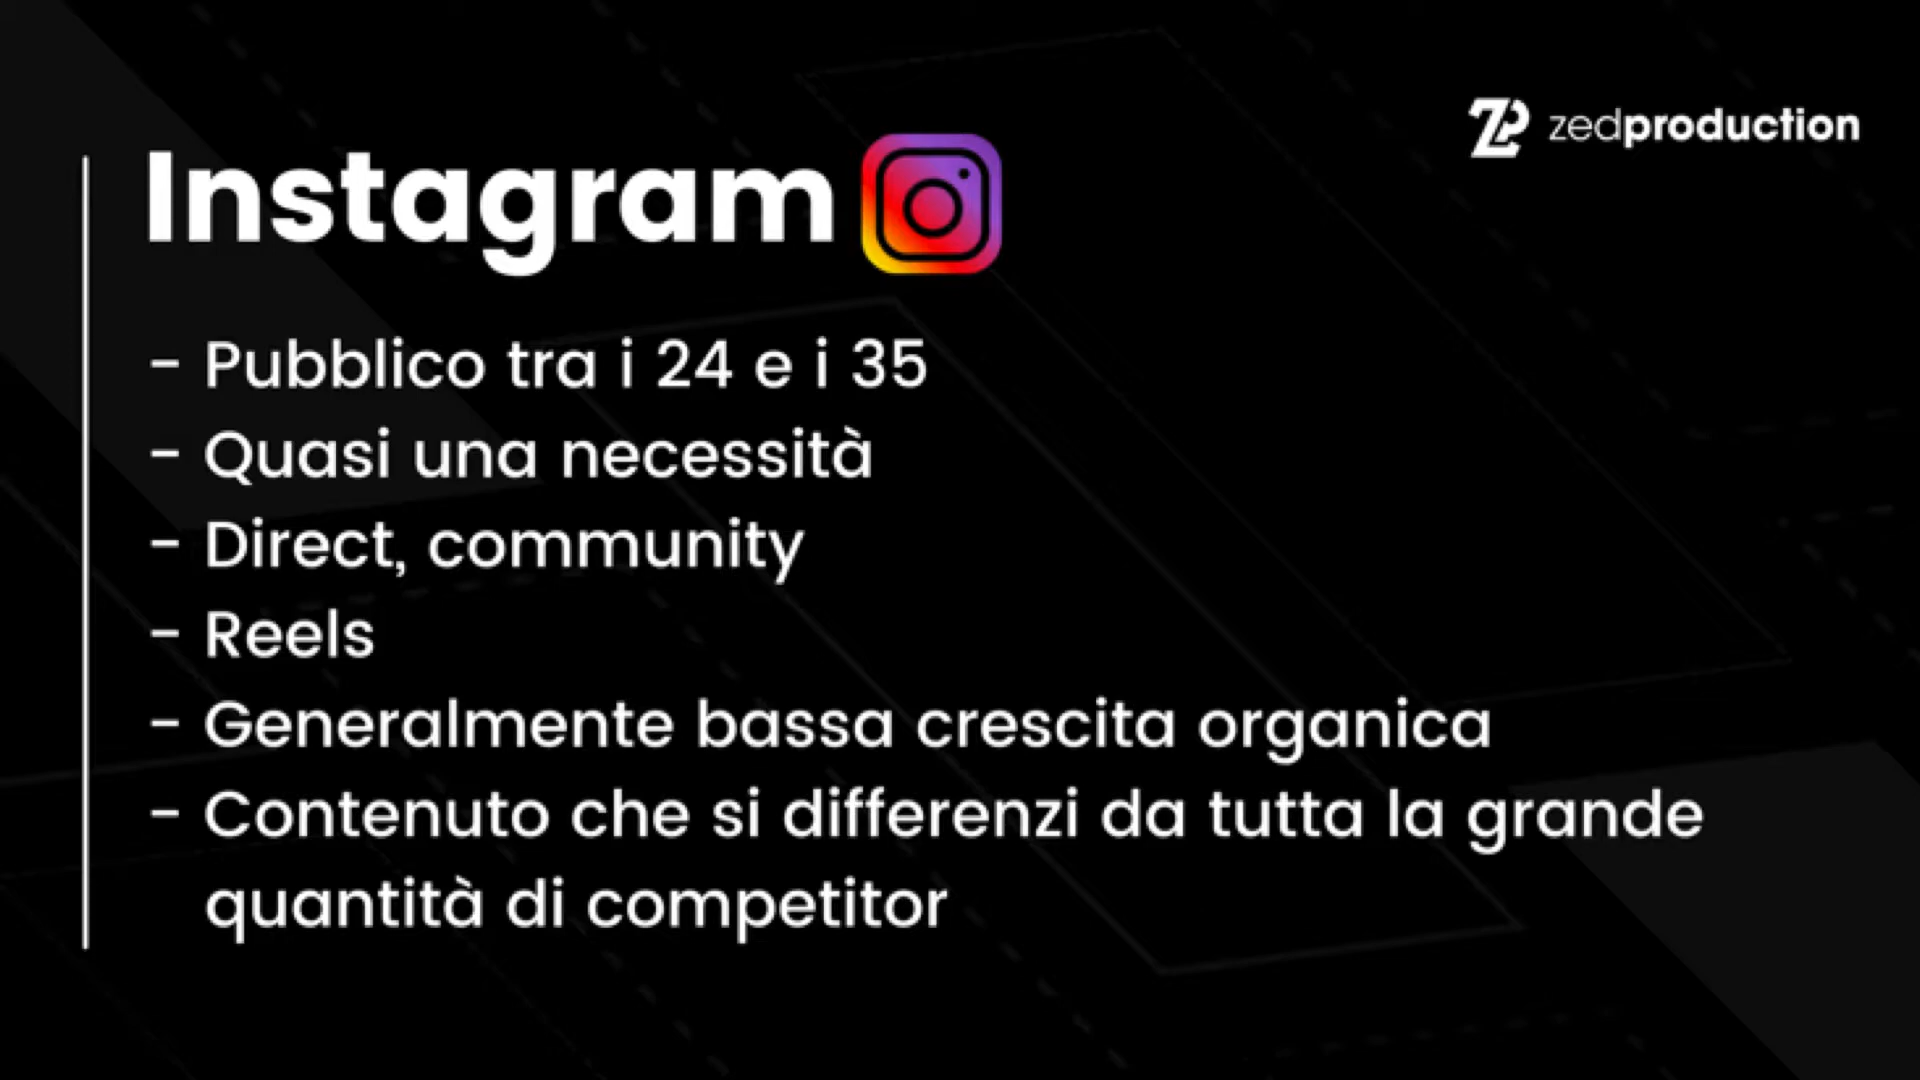 zedproduction
Instagram
- Pubblico tra i 24 e i 35
- Quasi una necessità
- Direct, community
- Reels
- Generalmente bassa crescita organica
- Contenuto che si differenzi da tutta la grande
quantità di competitor